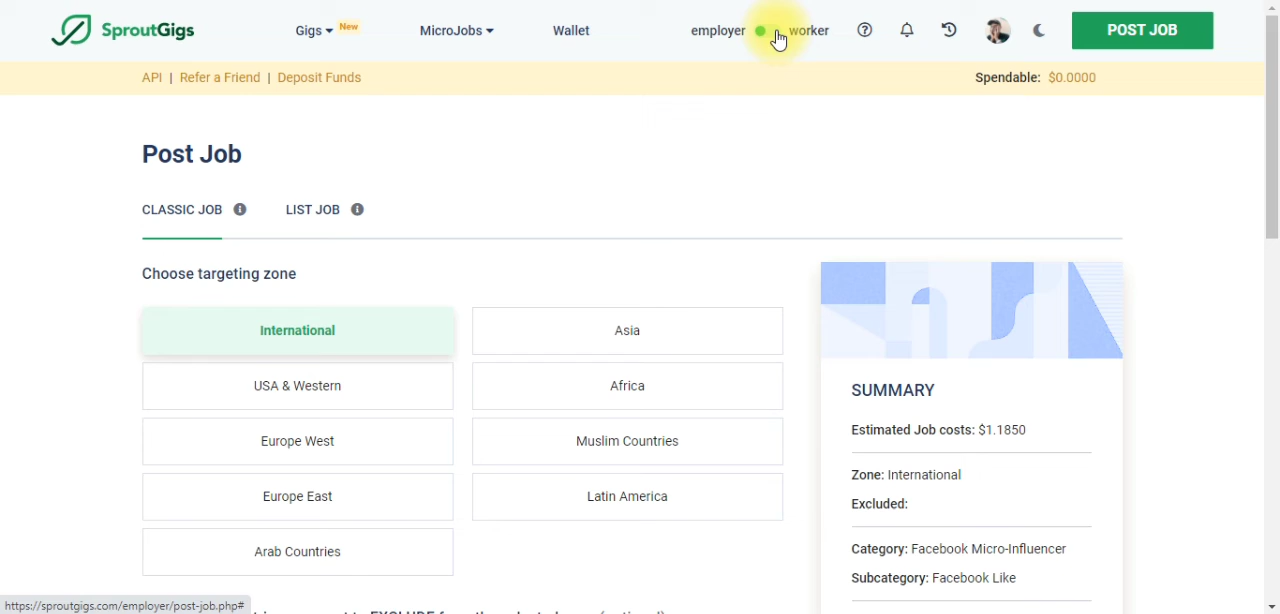 SproutGigs
Gigs New
MicroJobs
Wallet
employer
worker
POST JOB
API | Refer a Friend | Deposit Funds
Spendable: $0.0000
Post Job
CLASSIC JOB
LIST JOB
Choose targeting zone
International
Asia
USA & Western
Africa
Europe West
Muslim Countries
Europe East
Latin America
Arab Countries
SUMMARY
Estimated Job costs: $1.1850
Zone: International
Excluded:
Category: Facebook Micro-Influencer
Subcategory: Facebook Like
https://sproutgigs.com/employer/post-job.php#